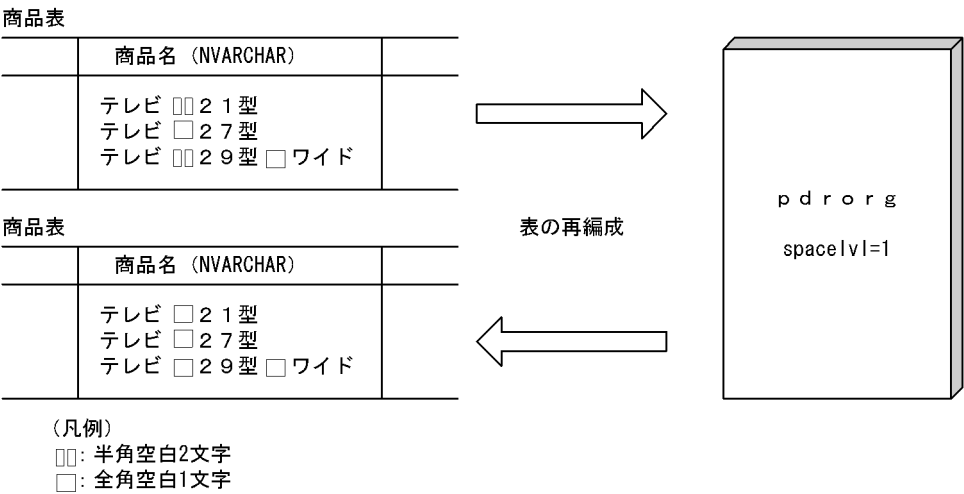 商品表
商品名（NVARCHAR）
テレビ▯▯２１型
テレビ□２７型
テレビ▯▯２９型□ワイド
商品表
商品名（NVARCHAR）
テレビ□２１型
テレビ□２７型
テレビ□２９型□ワイド
表の再編成
ｐｄｒｏｒｇ
spacelvl=1
（凡例）
▯▯：半角空白2文字
□：全角空白1文字